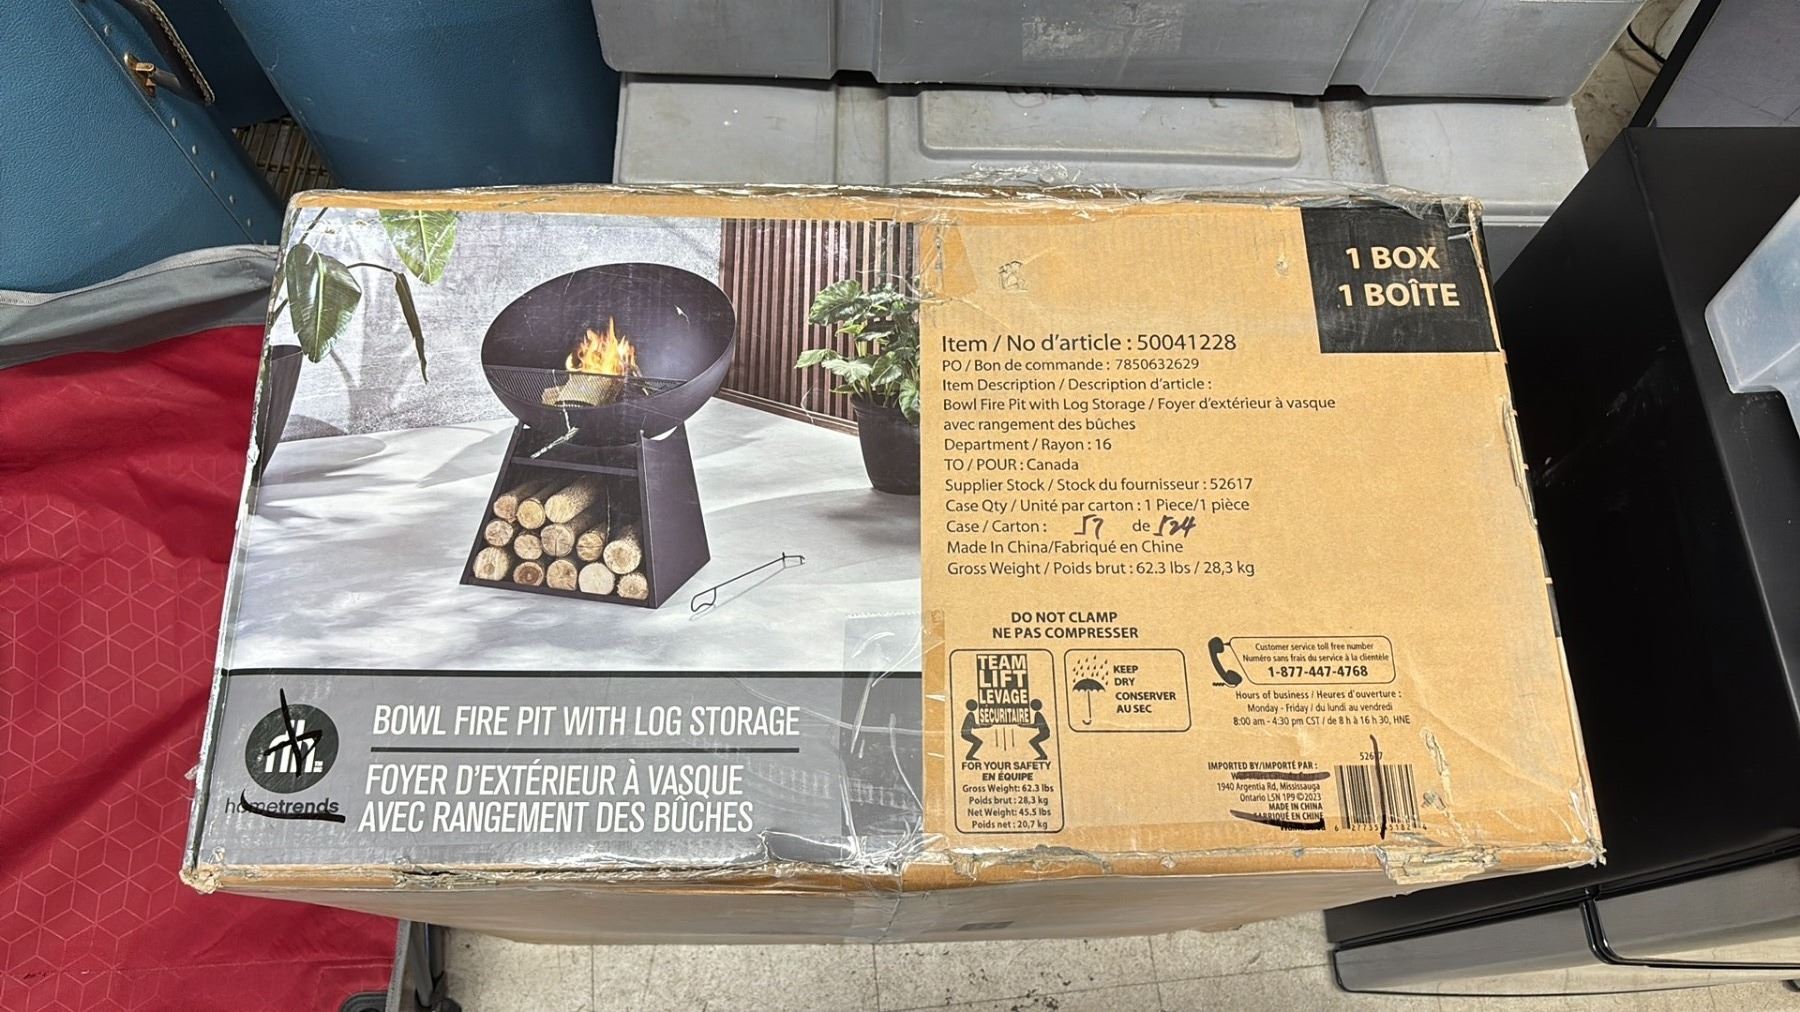 1 BOX
1 BOÎTE
Item / No d'article : 50041228
PO / Bon de commande : 7850632629
Item Description / Description d'article :
Bowl Fire Pit with Log Storage / Foyer d'extérieur à vasque
avec rangement des bûches
Department / Rayon : 16
TO / POUR : Canada
Supplier Stock / Stock du fournisseur : 52617
Case Qty / Unité par carton : 1 Piece/1 pièce
Case / Carton : 57 de 524
Made In China/Fabriqué en Chine
Gross Weight / Poids brut : 62.3 lbs / 28,3 kg
DO NOT CLAMP
NE PAS COMPRESSER
TEAM
LIFT
LEVAGE
SÉCURITAIRE
FOR YOUR SAFETY
EN ÉQUIPE
Gross Weight: 62.3 lbs
Poids brut : 28,3 kg
Net Weight: 45.5 lbs
Poids net : 20,7 kg
KEEP
DRY
CONSERVER
AU SEC
Customer service toll free number
Numéro sans frais du service à la clientèle
1-877-447-4768
Hours of business / Heures d'ouverture :
Monday - Friday / du lundi au vendredi
8:00 am - 4:30 pm CST / de 8 h à 16 h 30, HNE
IMPORTED BY/IMPORTÉ PAR :
1940 Argentia Rd, Mississauga
Ontario L5N 1P9 ©2023
MADE IN CHINA
FABRIQUÉ EN CHINE
hometrends
BOWL FIRE PIT WITH LOG STORAGE
FOYER D'EXTÉRIEUR À VASQUE
AVEC RANGEMENT DES BÛCHES